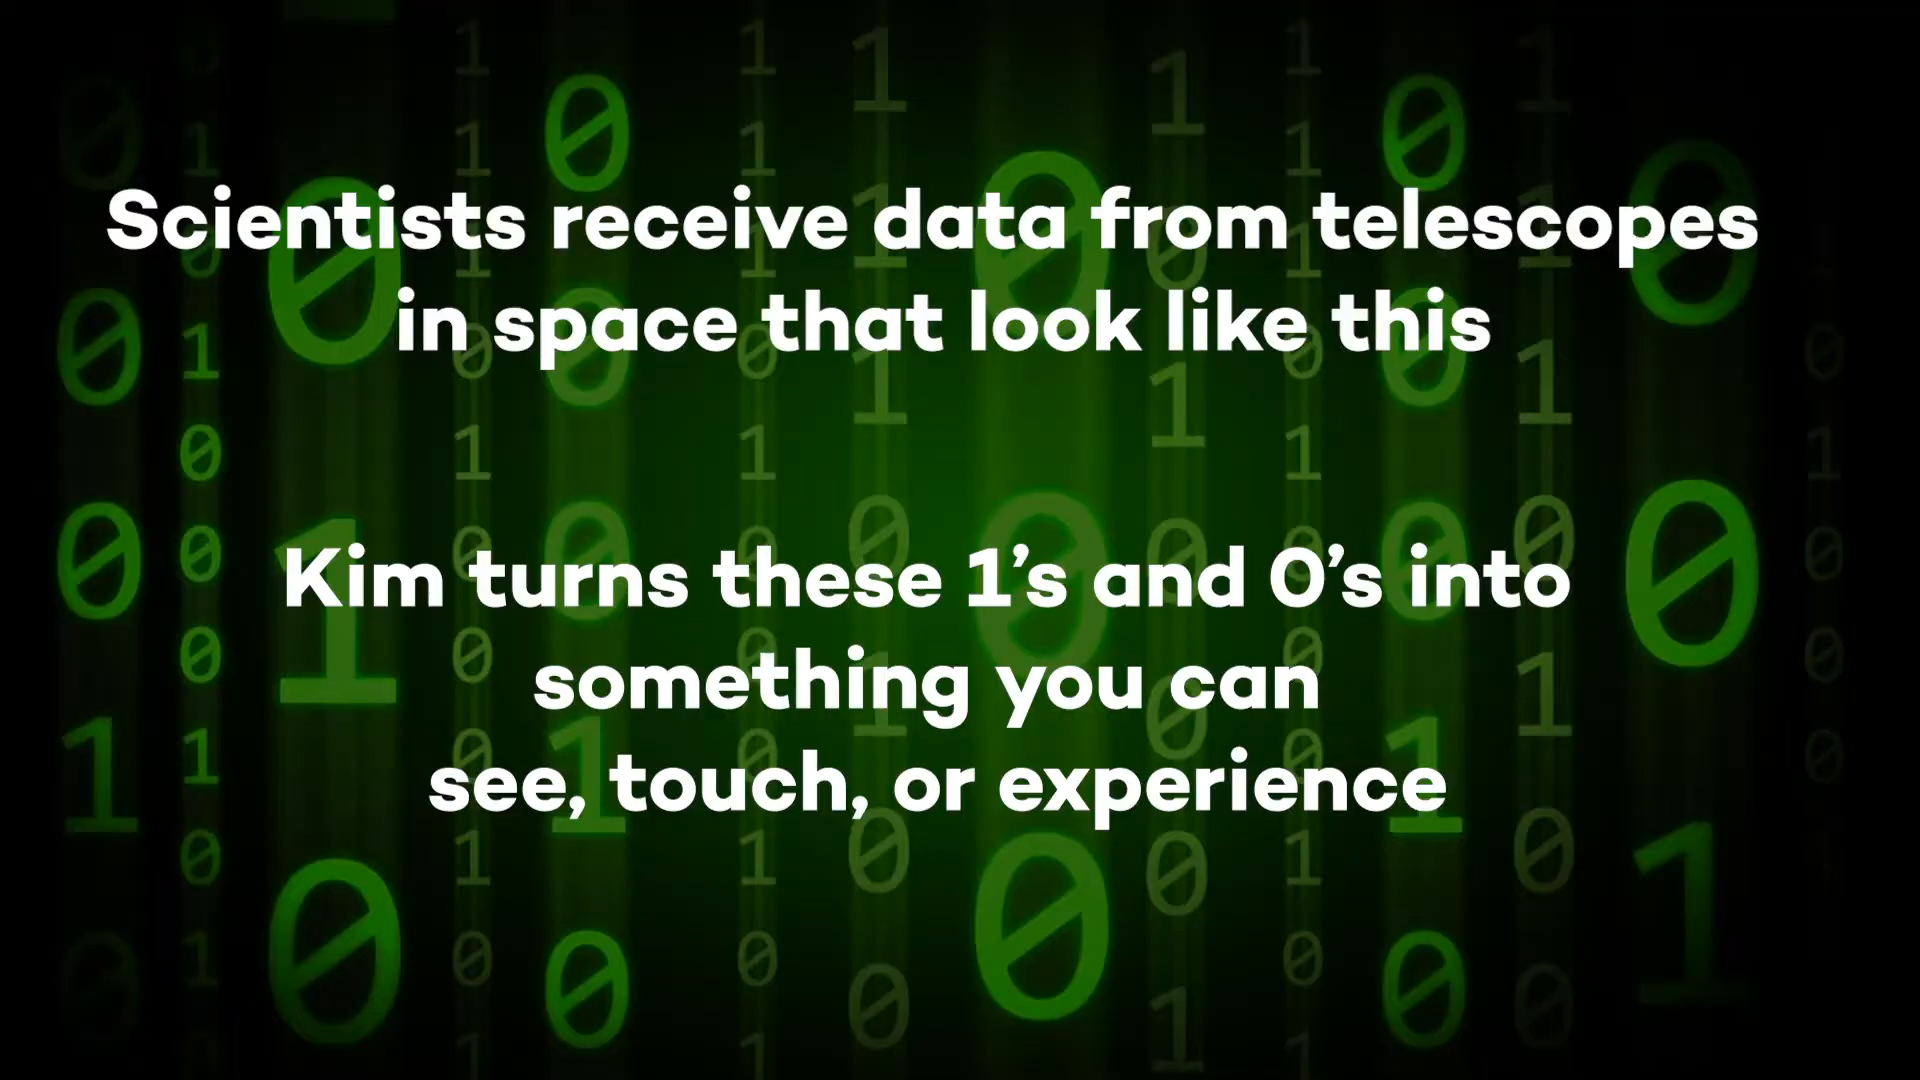 Scientists receive data from telescopes
in space that look like this
Kim turns these 1’s and 0’s into
something you can
see, touch, or experience